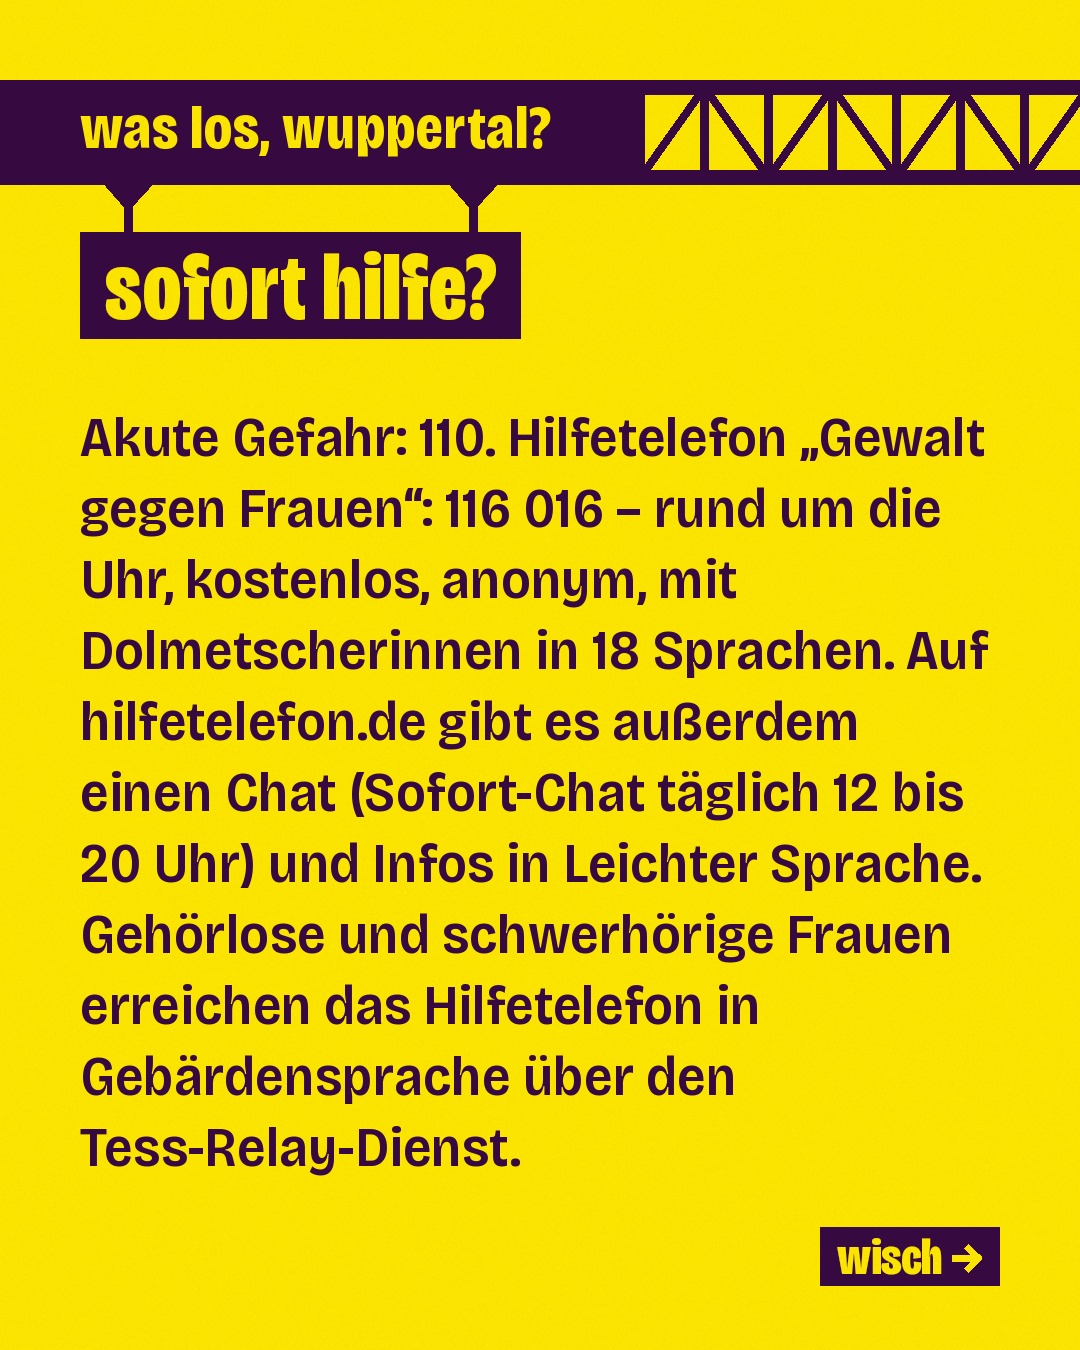 was los, wuppertal?
sofort hilfe?
Akute Gefahr: 110. Hilfetelefon „Gewalt
gegen Frauen“: 116 016 – rund um die
Uhr, kostenlos, anonym, mit
Dolmetscherinnen in 18 Sprachen. Auf
hilfetelefon.de gibt es außerdem
einen Chat (Sofort-Chat täglich 12 bis
20 Uhr) und Infos in Leichter Sprache.
Gehörlose und schwerhörige Frauen
erreichen das Hilfetelefon in
Gebärdensprache über den
Tess-Relay-Dienst.
wisch →